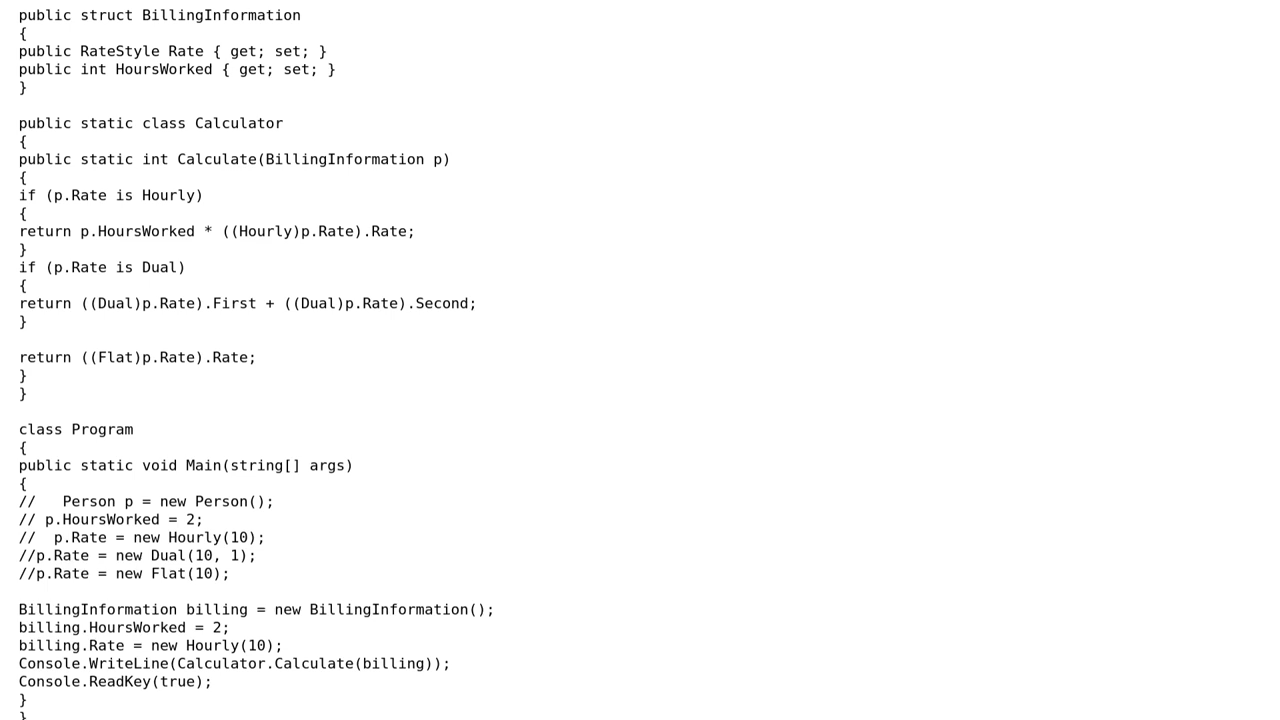 public struct BillingInformation
{
public RateStyle Rate { get; set; }
public int HoursWorked { get; set; }
}

public static class Calculator
{
public static int Calculate(BillingInformation p)
{
if (p.Rate is Hourly)
{
return p.HoursWorked * ((Hourly)p.Rate).Rate;
}
if (p.Rate is Dual)
{
return ((Dual)p.Rate).First + ((Dual)p.Rate).Second;
}

return ((Flat)p.Rate).Rate;
}
}

class Program
{
public static void Main(string[] args)
{
//   Person p = new Person();
// p.HoursWorked = 2;
//  p.Rate = new Hourly(10);
//p.Rate = new Dual(10, 1);
//p.Rate = new Flat(10);

BillingInformation billing = new BillingInformation();
billing.HoursWorked = 2;
billing.Rate = new Hourly(10);
Console.WriteLine(Calculator.Calculate(billing));
Console.ReadKey(true);
}
}